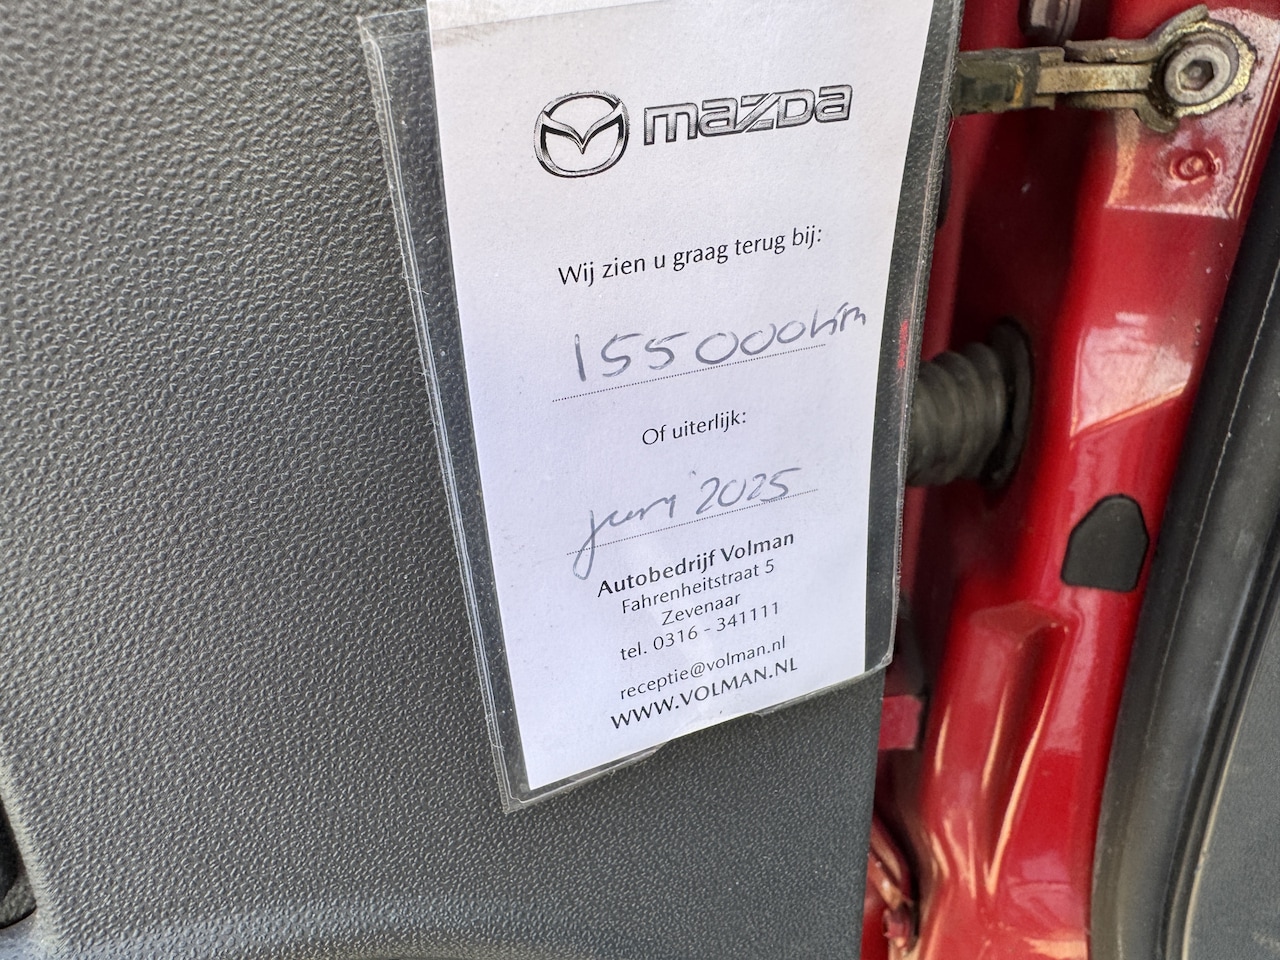 mazda
Wij zien u graag terug bij:
155000km
Of uiterlijk:
juni 2025
Autobedrijf Volman
Fahrenheitstraat 5
Zevenaar
tel. 0316 - 341111
receptie@volman.nl
WWW.VOLMAN.NL